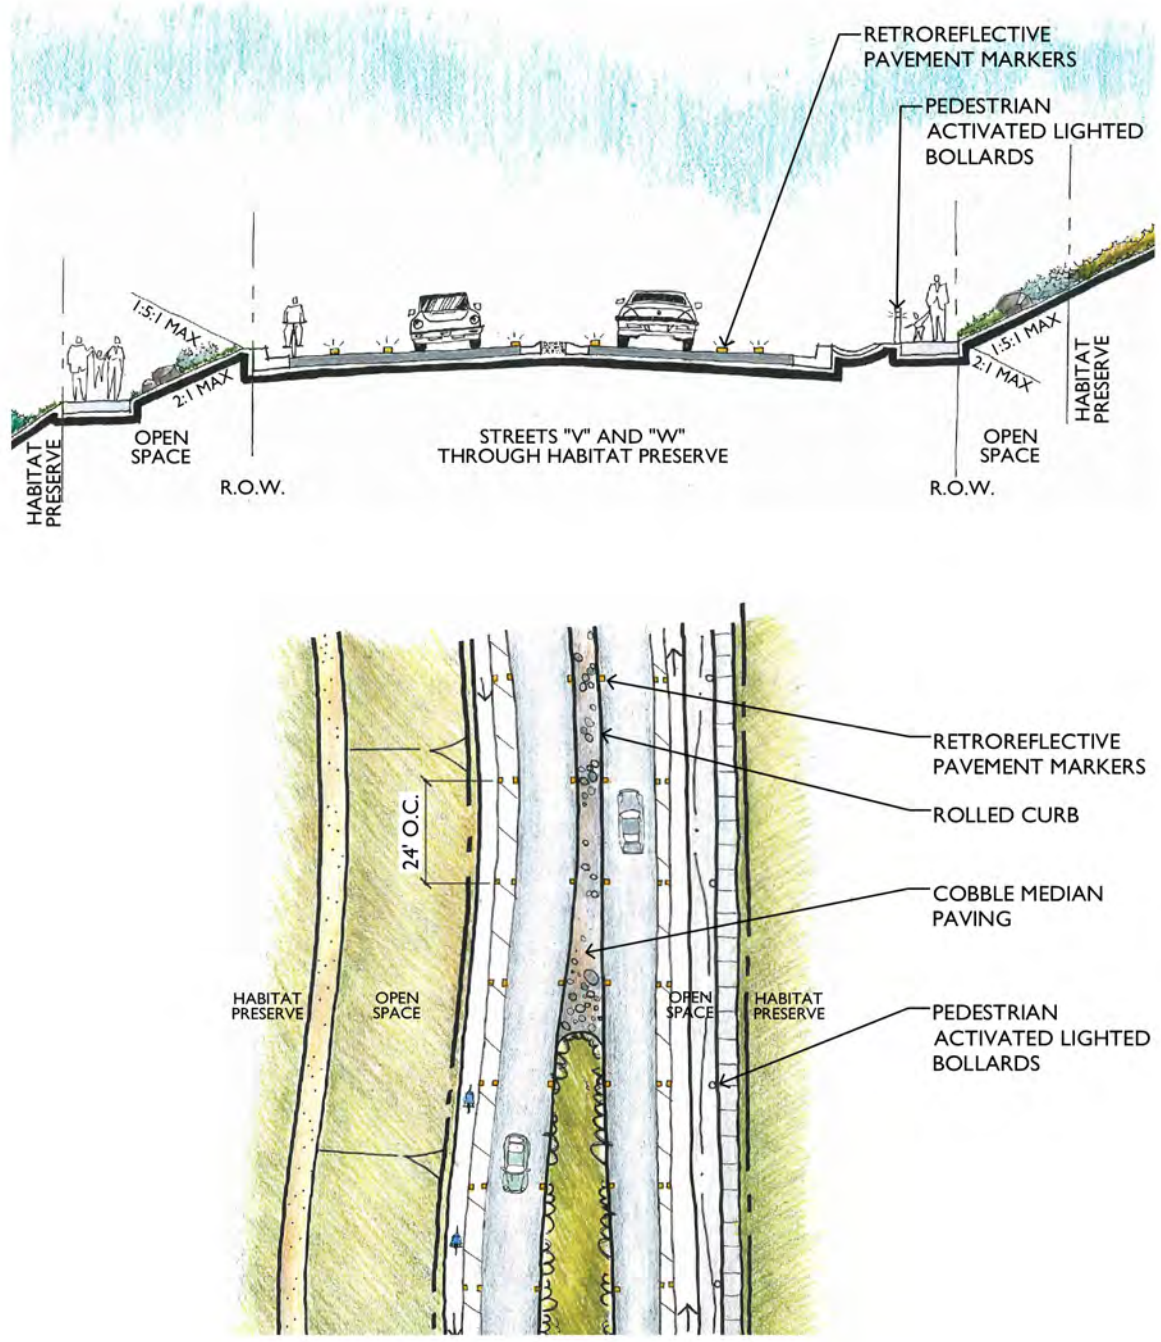 RETROREFLECTIVE
PAVEMENT MARKERS
PEDESTRIAN
ACTIVATED LIGHTED
BOLLARDS
1:5:1 MAX
2:1 MAX
1:5:1 MAX
2:1 MAX
HABITAT
PRESERVE
OPEN
SPACE
R.O.W.
STREETS "V" AND "W"
THROUGH HABITAT PRESERVE
R.O.W.
OPEN
SPACE
HABITAT
PRESERVE
RETROREFLECTIVE
PAVEMENT MARKERS
ROLLED CURB
24' O.C.
COBBLE MEDIAN
PAVING
HABITAT
PRESERVE
OPEN
SPACE
OPEN
SPACE
HABITAT
PRESERVE
PEDESTRIAN
ACTIVATED LIGHTED
BOLLARDS